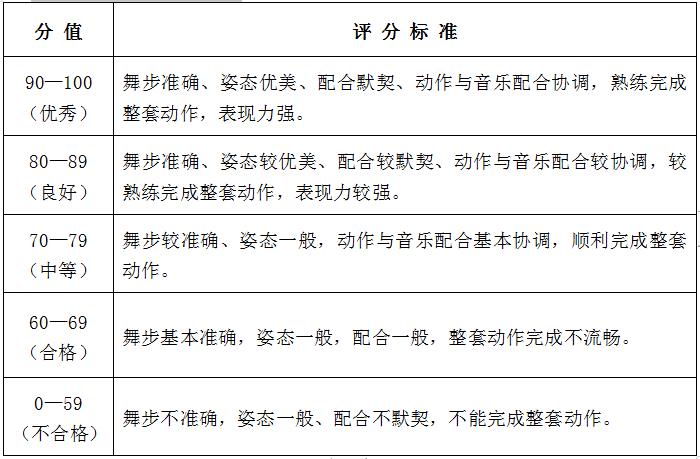 分 值
评 分 标 准
90—100
（优秀）
舞步准确、姿态优美、配合默契、动作与音乐配合协调，熟练完成
整套动作，表现力强。
80—89
（良好）
舞步准确、姿态较优美、配合较默契、动作与音乐配合较协调，较
熟练完成整套动作，表现力较强。
70—79
（中等）
舞步较准确、姿态一般，动作与音乐配合基本协调，顺利完成整套
动作。
60—69
（合格）
舞步基本准确，姿态一般，配合一般，整套动作完成不流畅。
0—59
（不合格）
舞步不准确，姿态一般、配合不默契，不能完成整套动作。